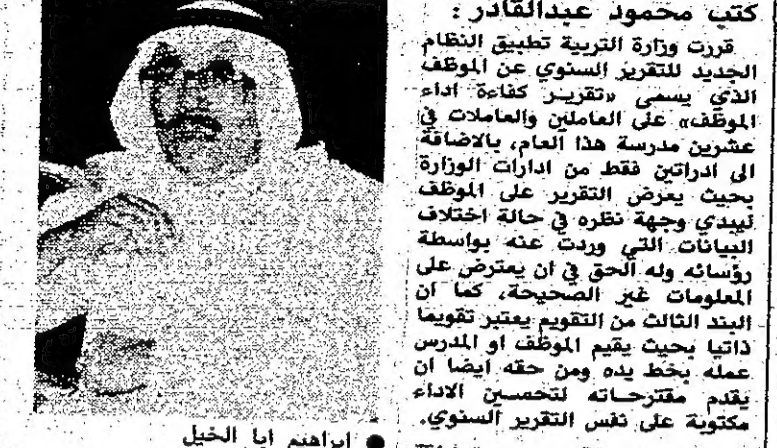 كتب محمود عبدالقادر :
قررت وزارة التربية تطبيق النظام
الجديد للتقرير السنوي عن الموظف
الذي يسمى «تقرير كفاءة اداء
الموظف» على العاملين والعاملات في
عشرين مدرسة هذا العام، بالاضافة
الى ادراتين فقط من ادارات الوزارة
بحيث يعرض التقرير على الموظف
ليبدي وجهة نظره في حالة اختلاف
البيانات التي وردت عنه بواسطة
رؤسائه وله الحق في ان يعترض على
المعلومات غير الصحيحة، كما ان
البند الثالث من التقويم يعتبر تقويما
ذاتيا بحيث يقيم الموظف او المدرس
عمله بخط يده ومن حقه ايضا ان
يقدم مقترحاته لتحسين الاداء
مكتوبة على نفس التقرير السنوي.
● ابراهيم ابا الخيل